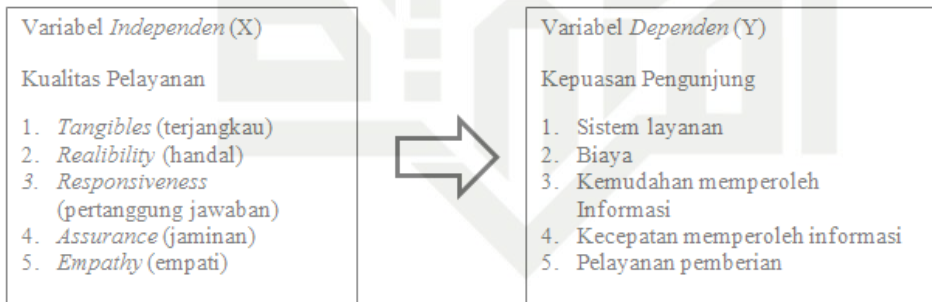 Variabel Independen (X)
Kualitas Pelayanan
1. Tangibles (terjangkau)
2. Realibility (handal)
3. Responsiveness
(pertanggung jawaban)
4. Assurance (jaminan)
5. Empathy (empati)
Variabel Dependen (Y)
Kepuasan Pengunjung
1. Sistem layanan
2. Biaya
3. Kemudahan memperoleh
Informasi
4. Kecepatan memperoleh informasi
5. Pelayanan pemberian